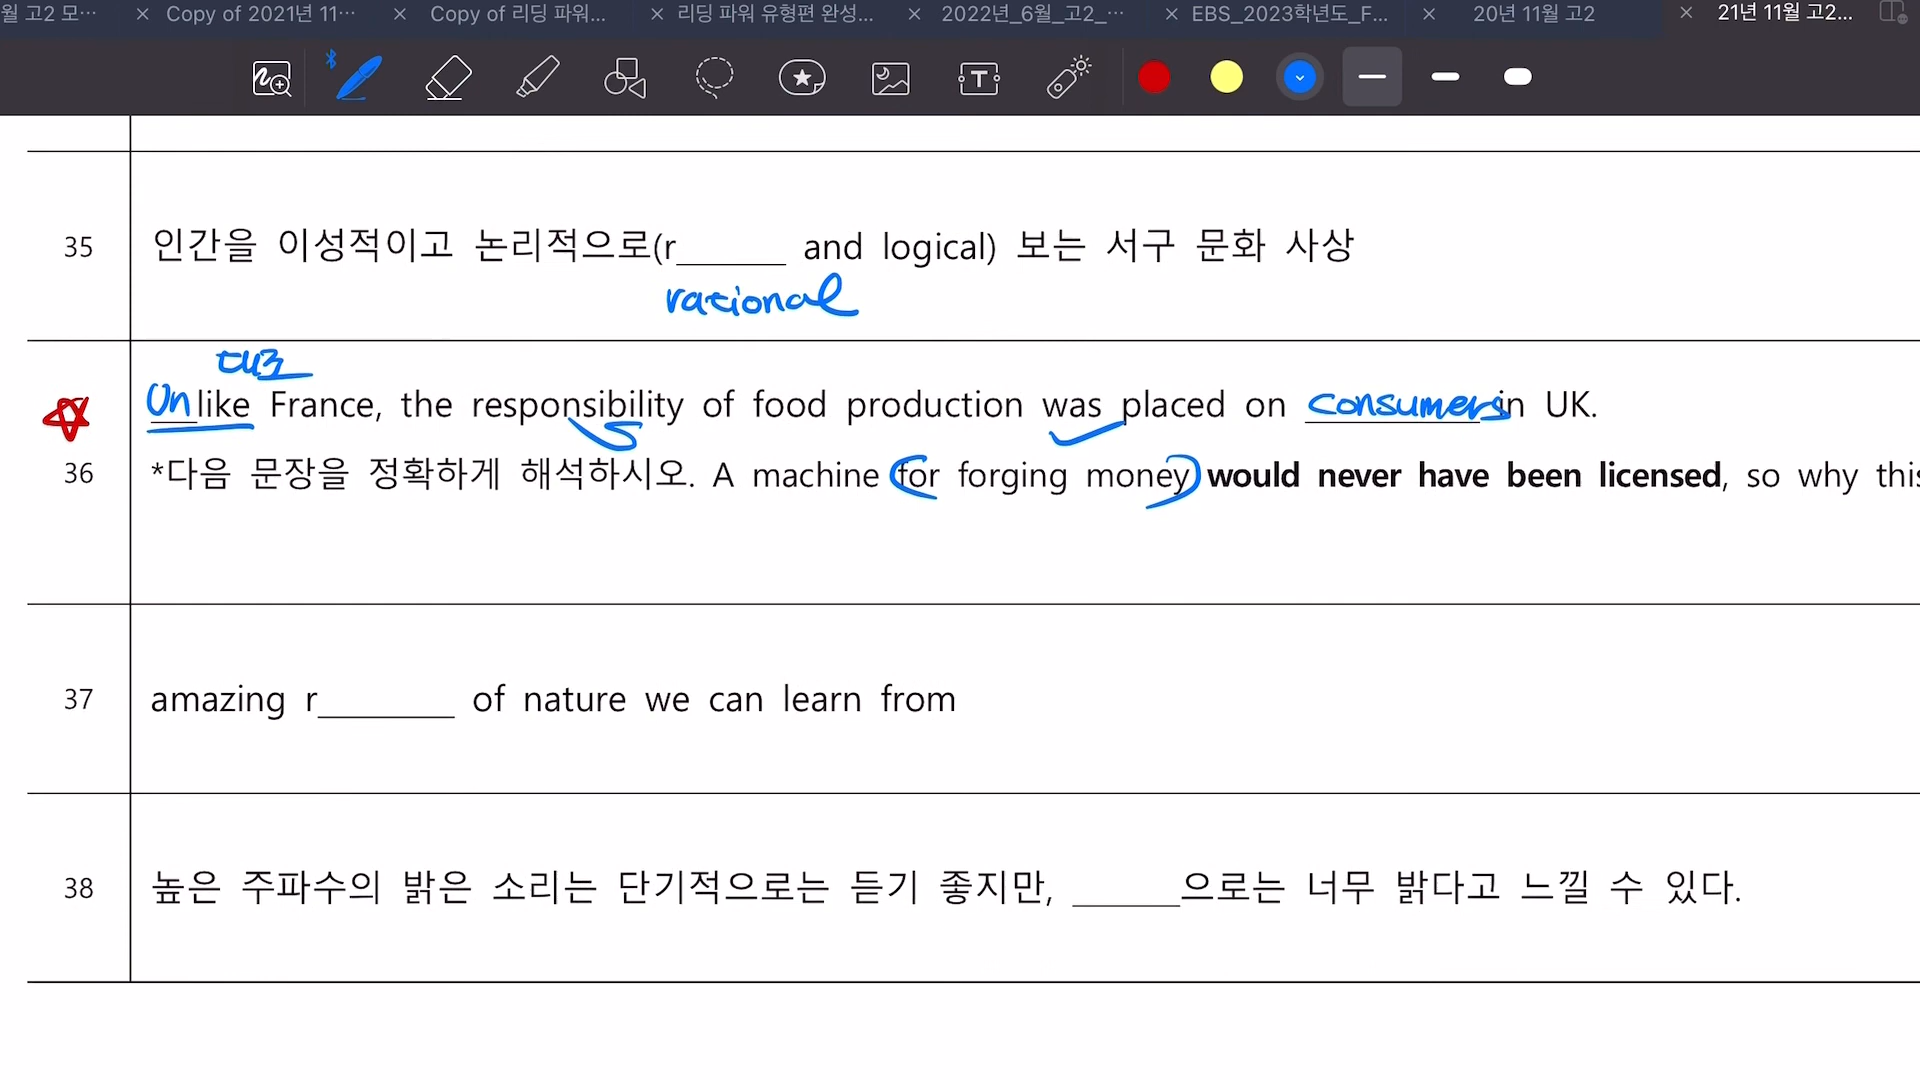 월 고2 모… × Copy of 2021년 11… × Copy of 리딩 파워… × 리딩 파워 유형편 완성… × 2022년_6월_고2_… × EBS_2023학년도_F… × 20년 11월 고2 × 21년 11월 고2…
35 인간을 이성적이고 논리적으로(r______ and logical) 보는 서구 문화 사상
rational
대조
Unlike France, the responsibility of food production was placed on consumers in UK.
36 *다음 문장을 정확하게 해석하시오. A machine (for forging money) would never have been licensed, so why this
37 amazing r________ of nature we can learn from
38 높은 주파수의 밝은 소리는 단기적으로는 듣기 좋지만, ______으로는 너무 밝다고 느낄 수 있다.